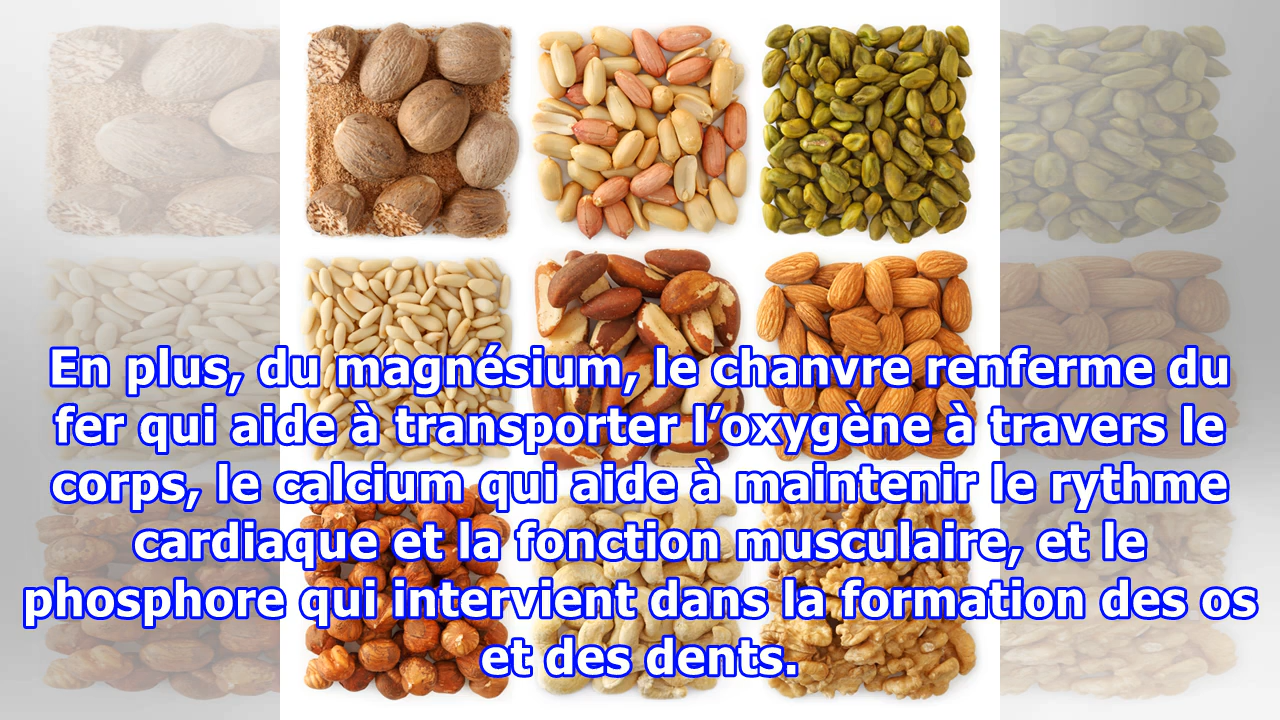 En plus, du magnésium, le chanvre renferme du
fer qui aide à transporter l’oxygène à travers le
corps, le calcium qui aide à maintenir le rythme
cardiaque et la fonction musculaire, et le
phosphore qui intervient dans la formation des os
et des dents.